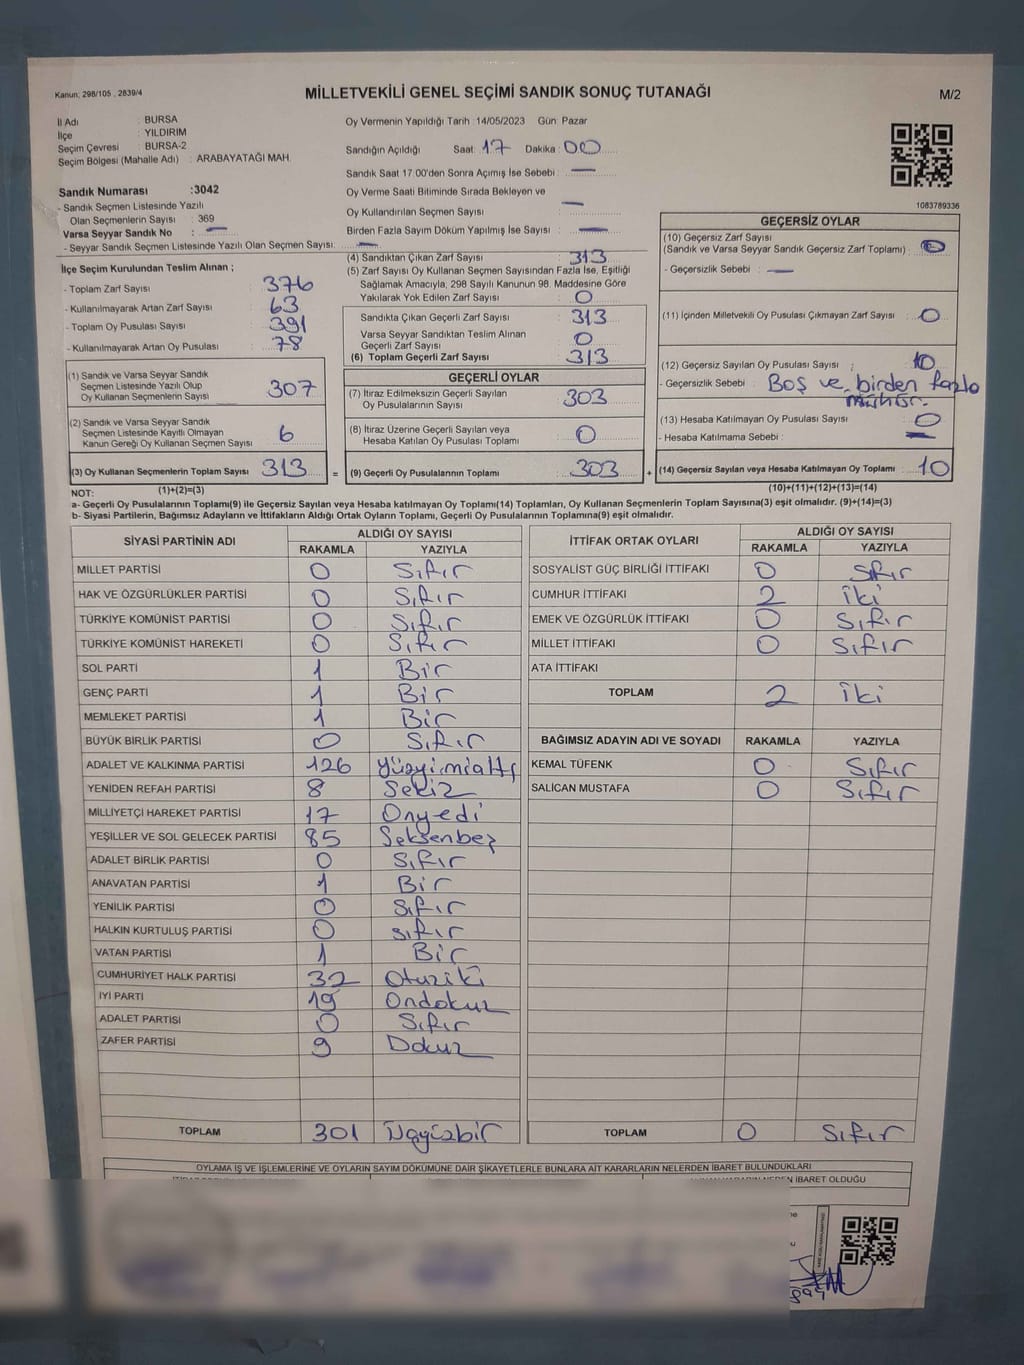 Kanun: 298/105 , 2839/4
MİLLETVEKİLİ GENEL SEÇİMİ SANDIK SONUÇ TUTANAĞI
M/2
İl Adı : BURSA
İlçe : YILDIRIM
Seçim Çevresi : BURSA-2
Seçim Bölgesi (Mahalle Adı) : ARABAYATAĞI MAH.
Oy Vermenin Yapıldığı Tarih : 14/05/2023 Gün: Pazar
Sandığın Açıldığı Saat: 17 Dakika: 00
Sandık Saat 17.00'den Sonra Açımış İse Sebebi: —
Oy Verme Saati Bitiminde Sırada Bekleyen ve
Oy Kullandırılan Seçmen Sayısı : —
Birden Fazla Sayım Döküm Yapılmış İse Sayısı : —
1083789336
Sandık Numarası :3042
- Sandık Seçmen Listesinde Yazılı
Olan Seçmenlerin Sayısı : 369
Varsa Seyyar Sandık No : —
- Seyyar Sandık Seçmen Listesinde Yazılı Olan Seçmen Sayısı: —
İlçe Seçim Kurulundan Teslim Alınan ;
- Toplam Zarf Sayısı : 376
- Kullanılmayarak Artan Zarf Sayısı : 63
- Toplam Oy Pusulası Sayısı : 391
- Kullanılmayarak Artan Oy Pusulası : 78
(1) Sandık ve Varsa Seyyar Sandık
Seçmen Listesinde Yazılı Olup
Oy Kullanan Seçmenlerin Sayısı : 307
(2) Sandık ve Varsa Seyyar Sandık
Seçmen Listesinde Kayıtlı Olmayan
Kanun Gereği Oy Kullanan Seçmen Sayısı : 6
(3) Oy Kullanan Seçmenlerin Toplam Sayısı : 313
(1)+(2)=(3)
(4) Sandıktan Çıkan Zarf Sayısı : 313
(5) Zarf Sayısı Oy Kullanan Seçmen Sayısından Fazla İse, Eşitliği
Sağlamak Amacıyla, 298 Sayılı Kanunun 98. Maddesine Göre
Yakılarak Yok Edilen Zarf Sayısı : 0
Sandıkta Çıkan Geçerli Zarf Sayısı : 313
Varsa Seyyar Sandıktan Teslim Alınan
Geçerli Zarf Sayısı : 0
(6) Toplam Geçerli Zarf Sayısı : 313
GEÇERLİ OYLAR
(7) İtiraz Edilmeksizin Geçerli Sayılan
Oy Pusulalarının Sayısı : 303
(8) İtiraz Üzerine Geçerli Sayılan veya
Hesaba Katılan Oy Pusulası Toplamı : 0
= (9) Geçerli Oy Pusulalarının Toplamı : 303 +
GEÇERSİZ OYLAR
(10) Geçersiz Zarf Sayısı
(Sandık ve Varsa Seyyar Sandık Geçersiz Zarf Toplamı) : 0
- Geçersizlik Sebebi : —
(11) İçinden Milletvekili Oy Pusulası Çıkmayan Zarf Sayısı : 0
(12) Geçersiz Sayılan Oy Pusulası Sayısı : 10
- Geçersizlik Sebebi : Boş ve birden fazla
mühür.
(13) Hesaba Katılmayan Oy Pusulası Sayısı : 0
- Hesaba Katılmama Sebebi : —
(14) Geçersiz Sayılan veya Hesaba Katılmayan Oy Toplamı : 10
(10)+(11)+(12)+(13)=(14)
NOT:
a- Geçerli Oy Pusulalarının Toplamı(9) ile Geçersiz Sayılan veya Hesaba katılmayan Oy Toplamı(14) Toplamları, Oy Kullanan Seçmenlerin Toplam Sayısına(3) eşit olmalıdır. (9)+(14)=(3)
b- Siyasi Partilerin, Bağımsız Adayların ve İttifakların Aldığı Ortak Oyların Toplamı, Geçerli Oy Pusulalarının Toplamına(9) eşit olmalıdır.
SİYASİ PARTİNİN ADI ALDIĞI OY SAYISI
RAKAMLA YAZIYLA
MİLLET PARTİSİ 0 Sıfır
HAK VE ÖZGÜRLÜKLER PARTİSİ 0 Sıfır
TÜRKİYE KOMÜNİST PARTİSİ 0 Sıfır
TÜRKİYE KOMÜNİST HAREKETİ 0 Sıfır
SOL PARTİ 1 Bir
GENÇ PARTİ 1 Bir
MEMLEKET PARTİSİ 1 Bir
BÜYÜK BİRLİK PARTİSİ 0 Sıfır
ADALET VE KALKINMA PARTİSİ 126 Yüzyirmialtı
YENİDEN REFAH PARTİSİ 8 Sekiz
MİLLİYETÇİ HAREKET PARTİSİ 17 Onyedi
YEŞİLLER VE SOL GELECEK PARTİSİ 85 Seksenbeş
ADALET BİRLİK PARTİSİ 0 Sıfır
ANAVATAN PARTİSİ 1 Bir
YENİLİK PARTİSİ 0 Sıfır
HALKIN KURTULUŞ PARTİSİ 0 sıfır
VATAN PARTİSİ 1 Bir
CUMHURİYET HALK PARTİSİ 32 Otuziki
İYİ PARTİ 19 Ondokuz
ADALET PARTİSİ 0 Sıfır
ZAFER PARTİSİ 9 Dokuz
TOPLAM 301 Üçyüzbir
İTTİFAK ORTAK OYLARI ALDIĞI OY SAYISI
RAKAMLA YAZIYLA
SOSYALİST GÜÇ BİRLİĞİ İTTİFAKI 0 Sıfır
CUMHUR İTTİFAKI 2 iki
EMEK VE ÖZGÜRLÜK İTTİFAKI 0 Sıfır
MİLLET İTTİFAKI 0 Sıfır
ATA İTTİFAKI
TOPLAM 2 iki
BAĞIMSIZ ADAYIN ADI VE SOYADI RAKAMLA YAZIYLA
KEMAL TÜFENK 0 Sıfır
SALİCAN MUSTAFA 0 Sıfır
TOPLAM 0 Sıfır
OYLAMA İŞ VE İŞLEMLERİNE VE OYLARIN SAYIM DÖKÜMÜNE DAİR ŞİKAYETLERLE BUNLARA AİT KARARLARIN NELERDEN İBARET BULUNDUKLARI
İBARET OLDUĞU